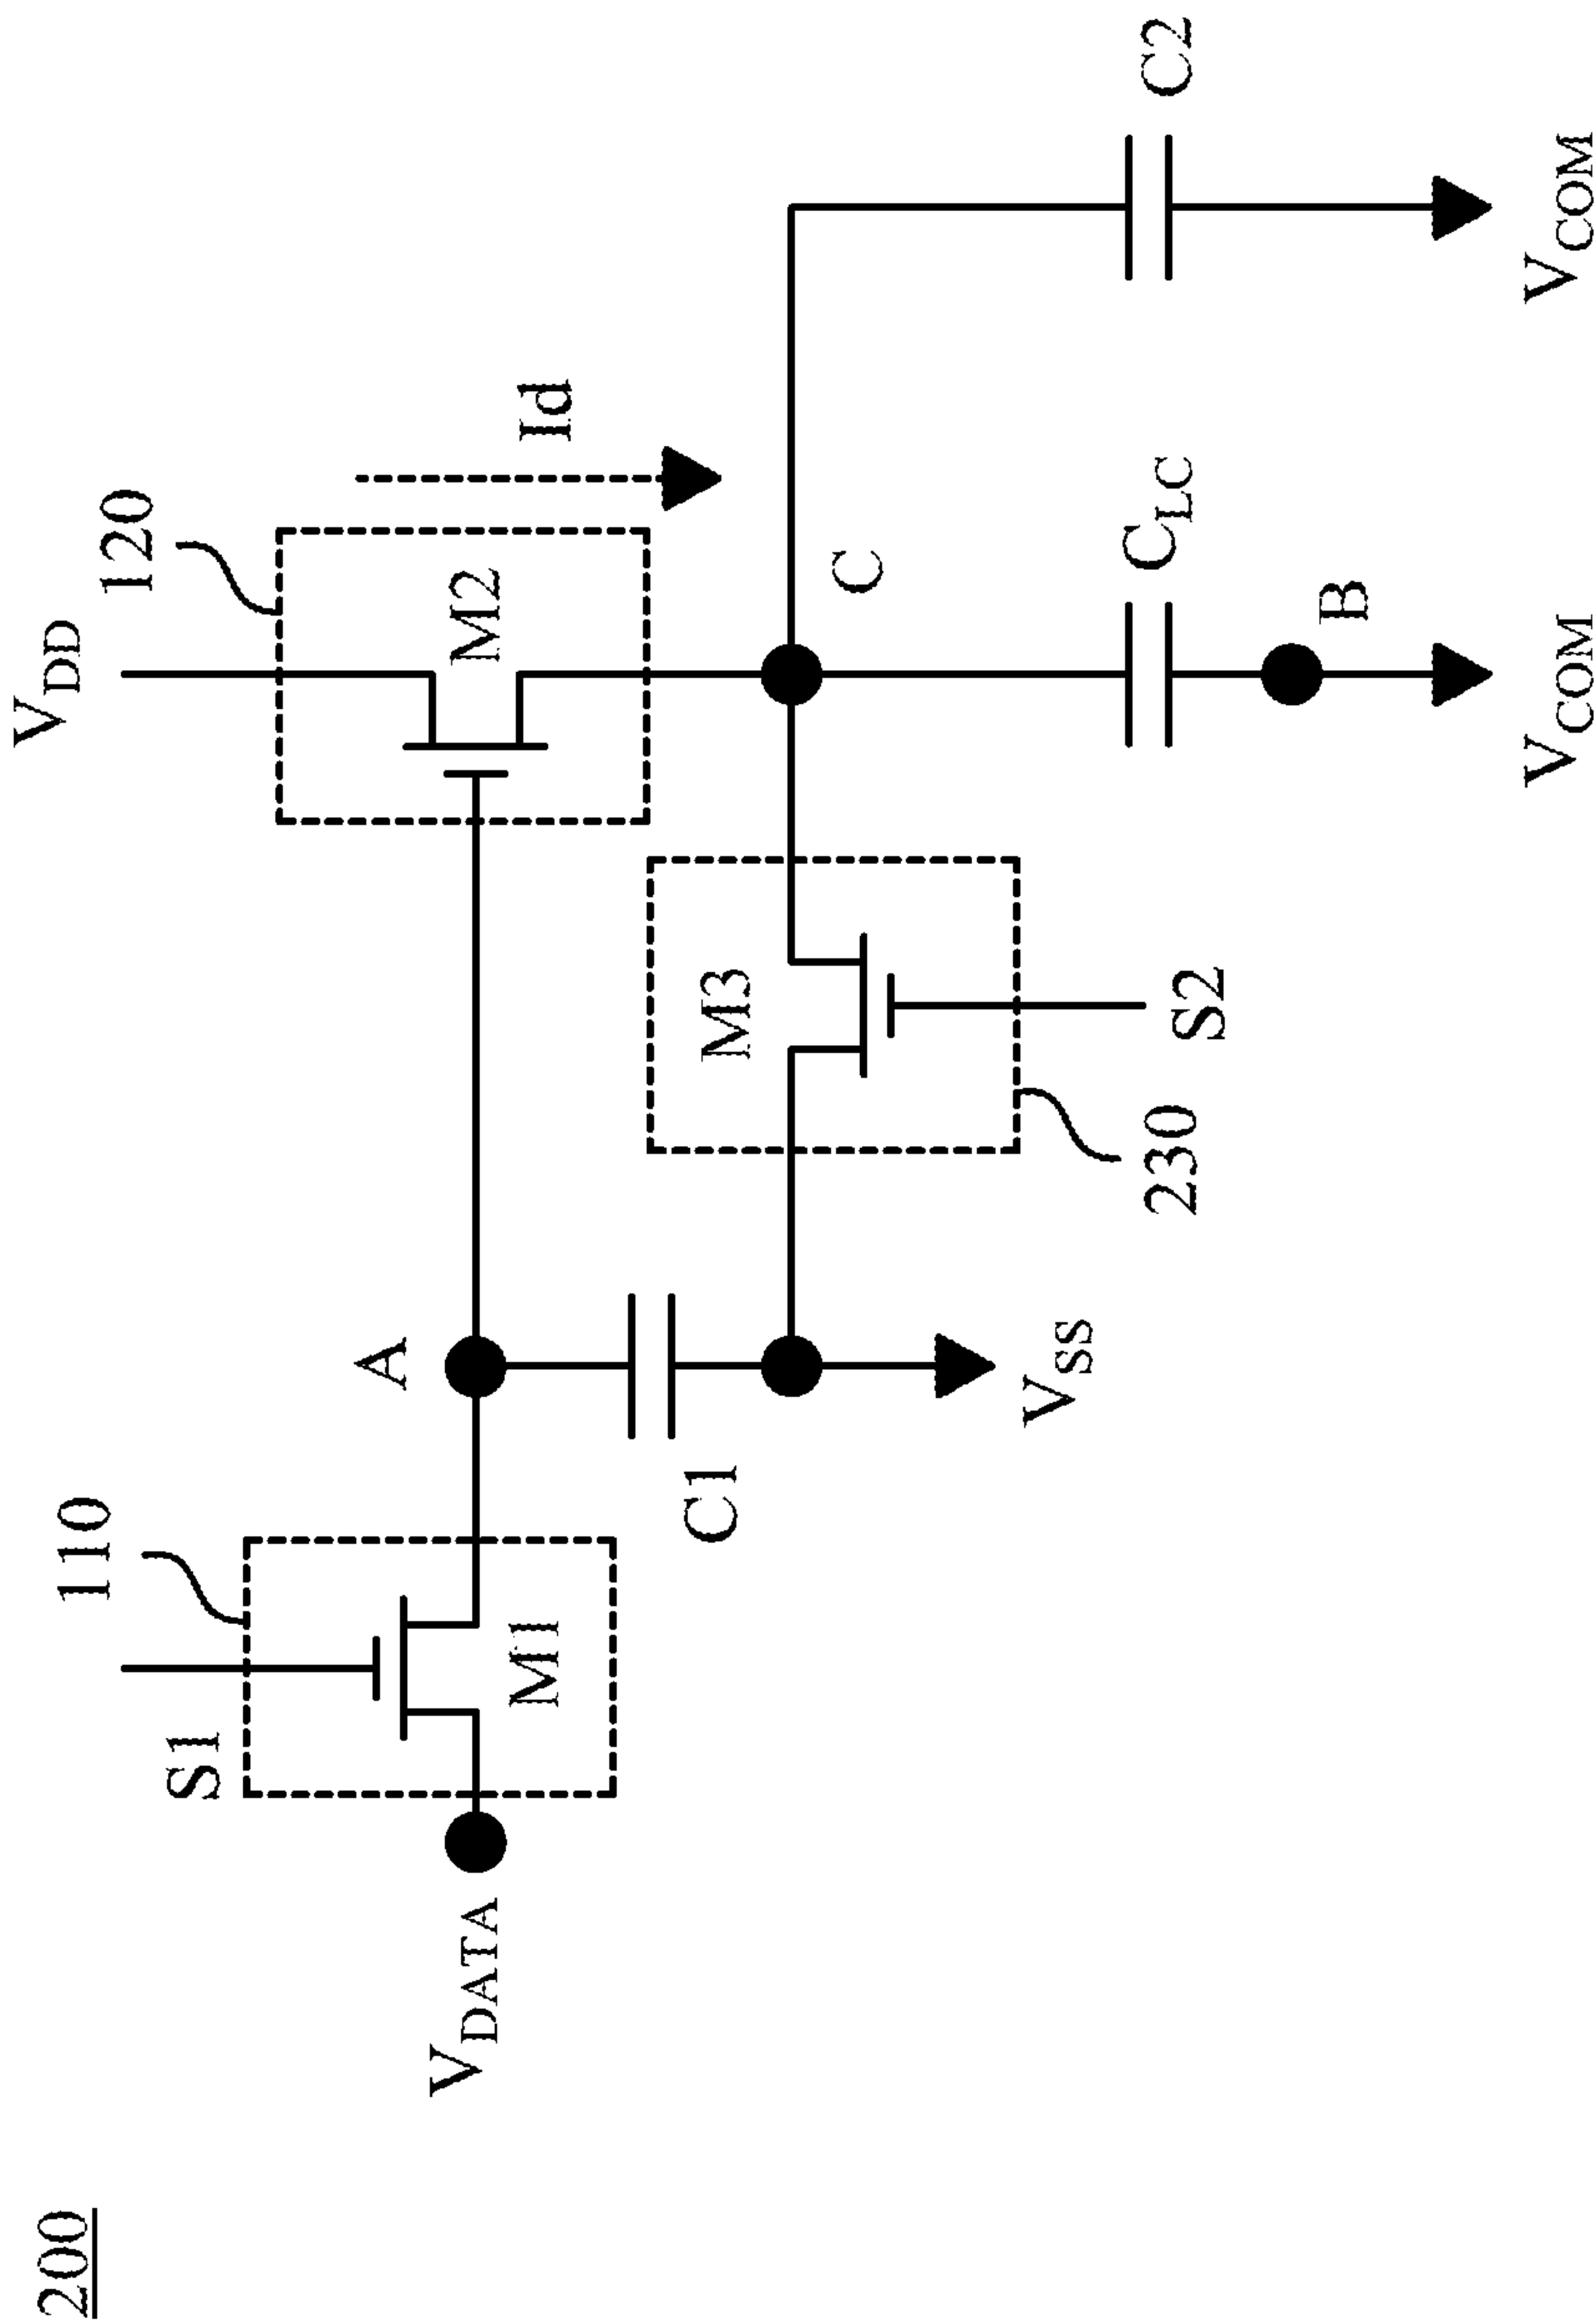 200
V_DD
120
110
S1
M2
Id
A
V_DATA
M1
C1
M3
C
V_SS
230
S2
C_LC
C2
B
V_COM
V_COM